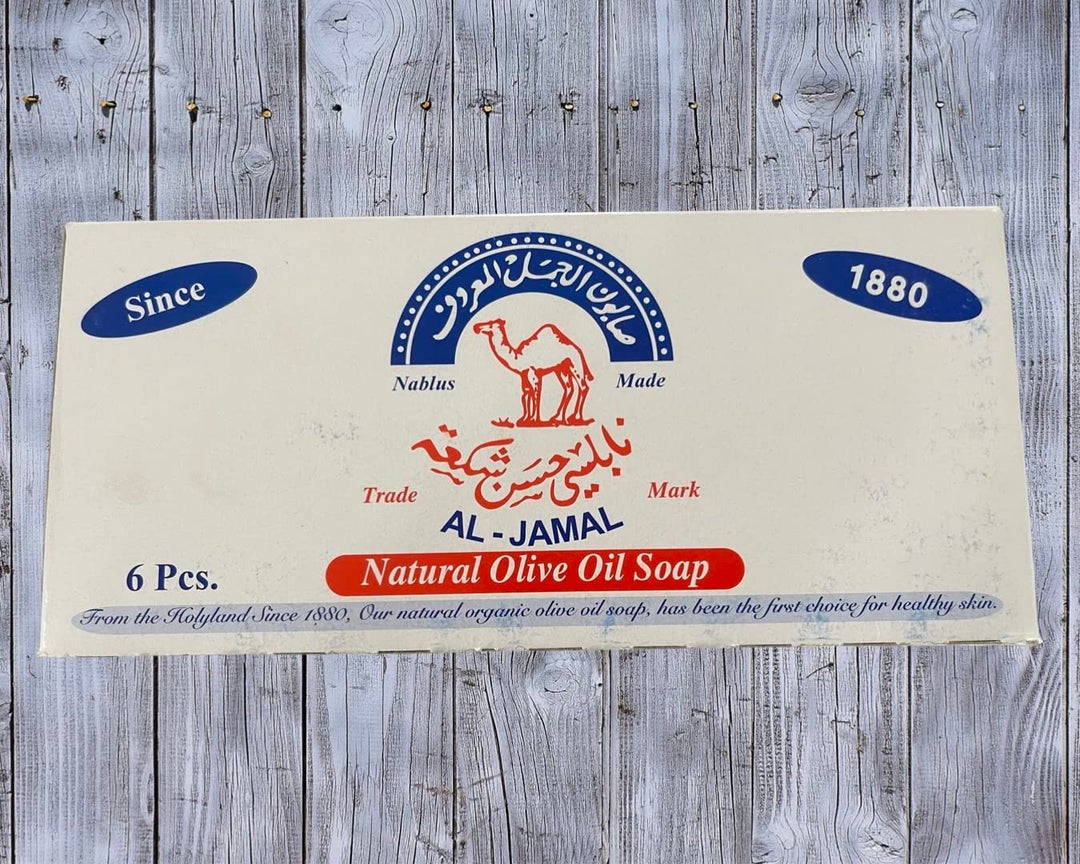 Since
1880
صابون الجمل المعروف
Nablus Made
نابلسي حسن شكعه
Trade Mark
AL - JAMAL
Natural Olive Oil Soap
6 Pcs.
From the Holyland Since 1880, Our natural organic olive oil soap, has been the first choice for healthy skin.